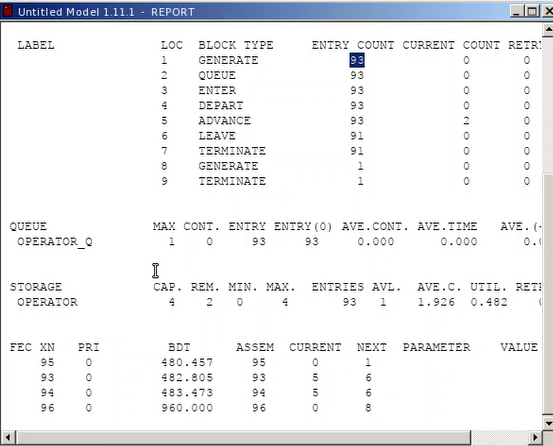 Untitled Model 1.11.1 - REPORT
LABEL LOC BLOCK TYPE ENTRY COUNT CURRENT COUNT RETRY
1 GENERATE 93 0 0
2 QUEUE 93 0 0
3 ENTER 93 0 0
4 DEPART 93 0 0
5 ADVANCE 93 2 0
6 LEAVE 91 0 0
7 TERMINATE 91 0 0
8 GENERATE 1 0 0
9 TERMINATE 1 0 0
QUEUE MAX CONT. ENTRY ENTRY(0) AVE.CONT. AVE.TIME AVE.(-
OPERATOR_Q 1 0 93 93 0.000 0.000 0.0
STORAGE CAP. REM. MIN. MAX. ENTRIES AVL. AVE.C. UTIL. RETR
OPERATOR 4 2 0 4 93 1 1.926 0.482 0
FEC XN PRI BDT ASSEM CURRENT NEXT PARAMETER VALUE
95 0 480.457 95 0 1
93 0 482.805 93 5 6
94 0 483.473 94 5 6
96 0 960.000 96 0 8